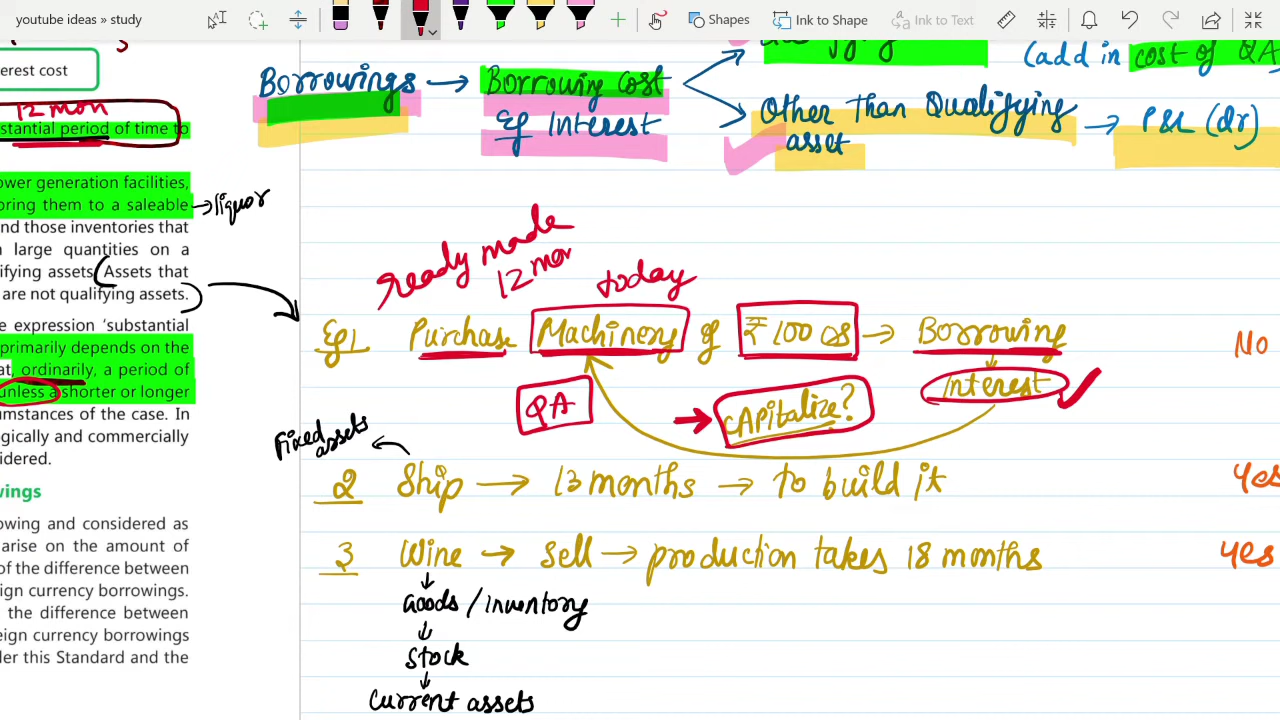 youtube ideas » study
Shapes
Ink to Shape
Ink to Text
erest cost
12 mon
stantial period of time to
ower generation facilities,
oring them to a saleable
nd those inventories that
n large quantities on a
ifying assets. Assets that
are not qualifying assets.
e expression 'substantial
primarily depends on the
at, ordinarily, a period of
unless a shorter or longer
umstances of the case. In
logically and commercially
idered.
wings
owing and considered as
arise on the amount of
of the difference between
ign currency borrowings.
the difference between
reign currency borrowings
der this Standard and the
→ liquor
Borrowings → Borrowing cost
Eg Interest
(add in cost of QA
Other than Qualifying → P&L (dr)
asset
ready made
12 mon
today
Eg1 Purchase Machinery of ₹100 cr → Borrowing No
↓
Interest
QA → cAPitalize?
Fixed assets
2 Ship → 13 months → to build it Yes
3 Wine → sell → production takes 18 months Yes
↓
Goods / inventory
↓
Stock
↓
Current assets